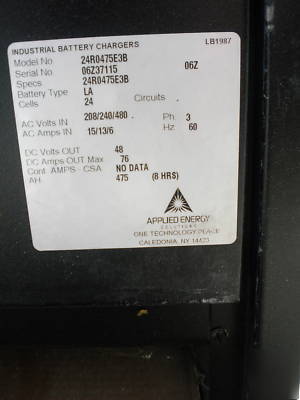 INDUSTRIAL BATTERY CHARGERS LB1987
Model No 24R0475E3B
Serial No 06Z37115 06Z
Specs 24R0475E3B
Battery Type LA
Cells 24 Circuits .
AC Volts IN 208/240/480 . Ph 3
AC Amps IN 15/13/6 Hz 60
DC Volts OUT 48
DC Amps OUT Max 76
Cont AMPS - CSA NO DATA
AH 475 (8 HRS)
APPLIED ENERGY
SOLUTIONS
ONE TECHNOLOGY PLACE
CALEDONIA, NY 14423